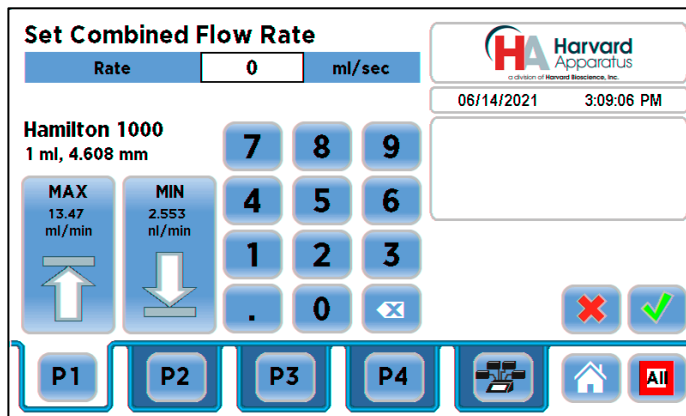 Set Combined Flow Rate
Rate 0 ml/sec
HA Harvard
Apparatus
a division of Harvard Bioscience, Inc.
06/14/2021 3:09:06 PM
Hamilton 1000
1 ml, 4.608 mm
MAX
13.47
ml/min
MIN
2.553
nl/min
7 8 9
4 5 6
1 2 3
. 0
P1 P2 P3 P4 All